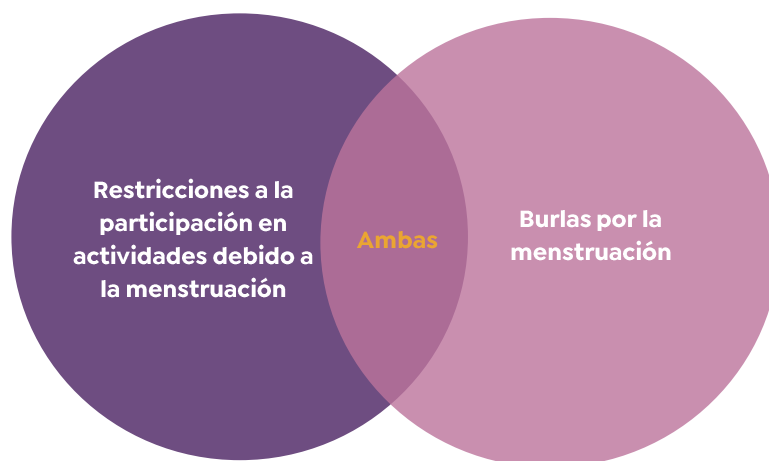 Restricciones a la
participación en
actividades debido a
la menstruación
Ambas
Burlas por la
menstruación